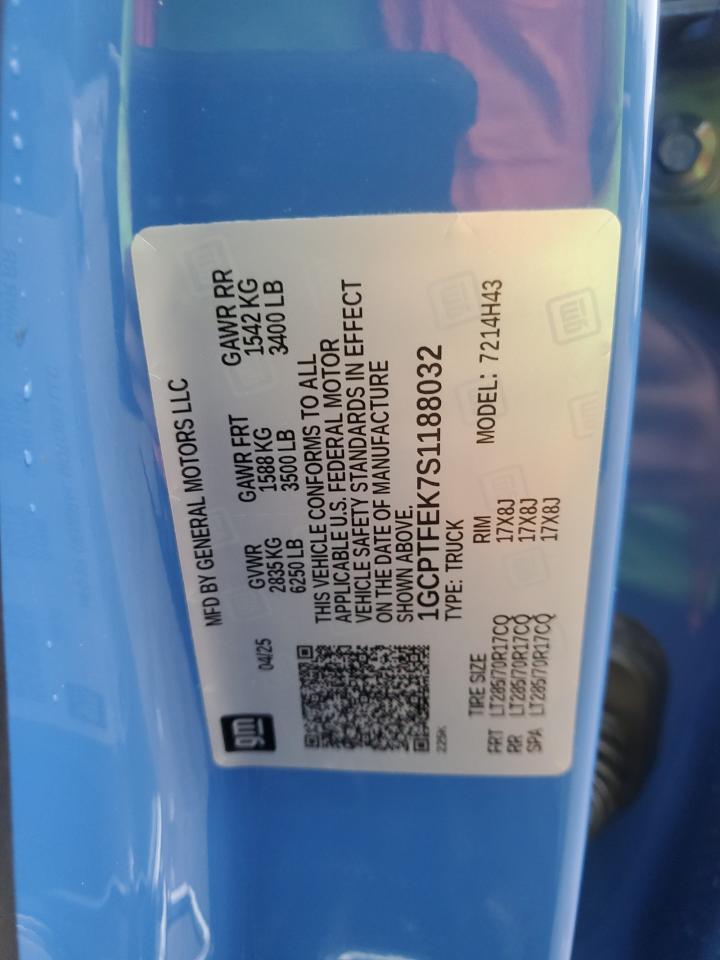 gm
04/25
MFD BY GENERAL MOTORS LLC
GVWR GAWR FRT GAWR RR
2835 KG 1588 KG 1542 KG
6250 LB 3500 LB 3400 LB
THIS VEHICLE CONFORMS TO ALL
APPLICABLE U.S. FEDERAL MOTOR
VEHICLE SAFETY STANDARDS IN EFFECT
ON THE DATE OF MANUFACTURE
SHOWN ABOVE.
1GCPTFEK7S1188032
TYPE: TRUCK MODEL: 7214H43
TIRE SIZE RIM
FRT LT285/70R17CQ 17X8J
RR LT285/70R17CQ 17X8J
SPA LT285/70R17CQ 17X8J